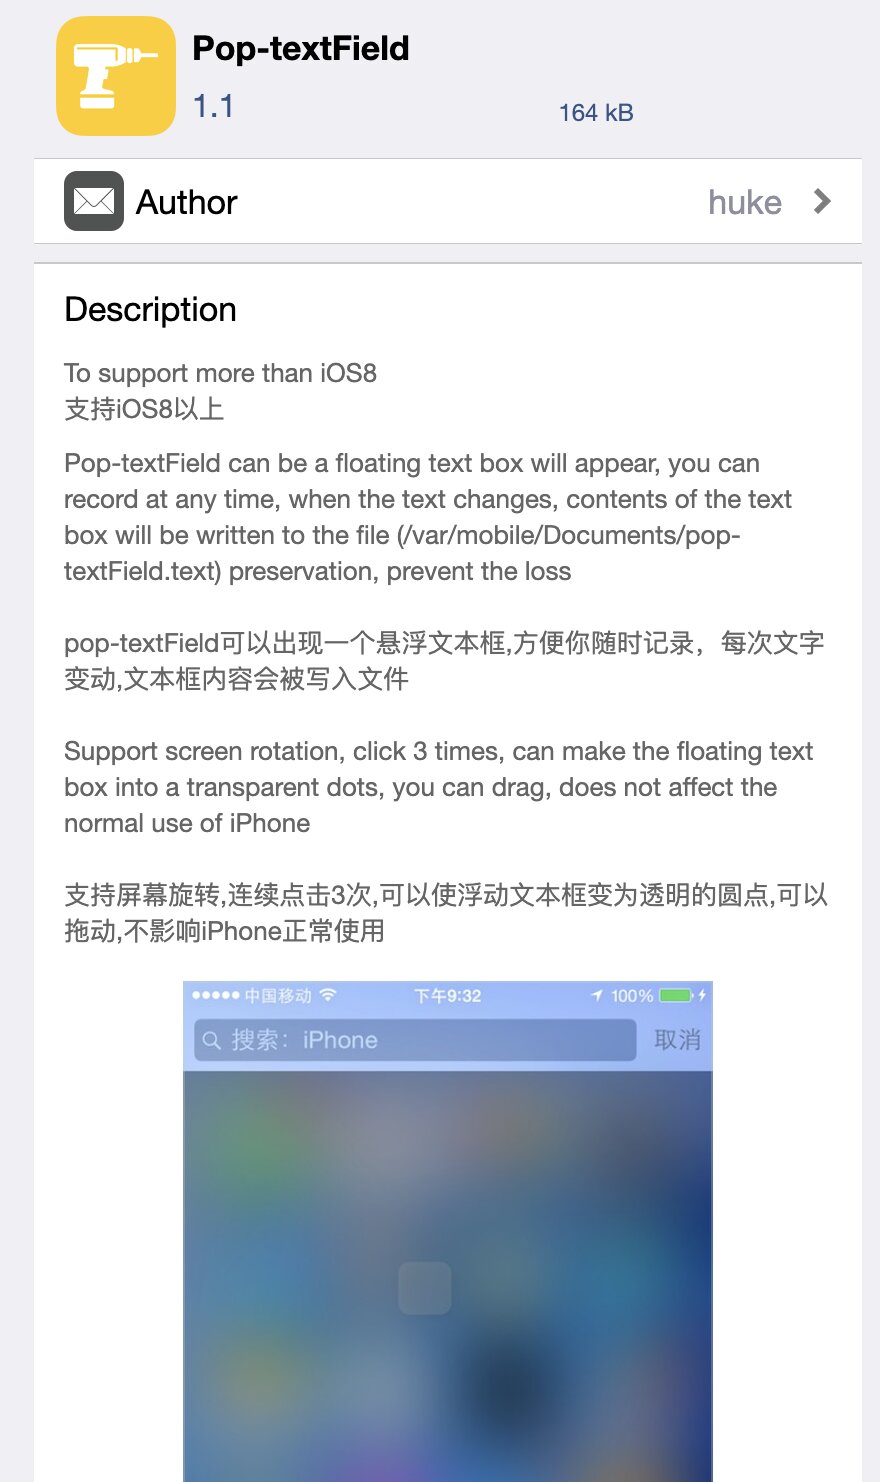 Pop-textField
1.1
164 kB
Author
huke
Description
To support more than iOS8
支持iOS8以上
Pop-textField can be a floating text box will appear, you can
record at any time, when the text changes, contents of the text
box will be written to the file (/var/mobile/Documents/pop-
textField.text) preservation, prevent the loss
pop-textField可以出现一个悬浮文本框,方便你随时记录，每次文字
变动,文本框内容会被写入文件
Support screen rotation, click 3 times, can make the floating text
box into a transparent dots, you can drag, does not affect the
normal use of iPhone
支持屏幕旋转,连续点击3次,可以使浮动文本框变为透明的圆点,可以
拖动,不影响iPhone正常使用
中国移动 下午9:32 100%
搜索：iPhone 取消